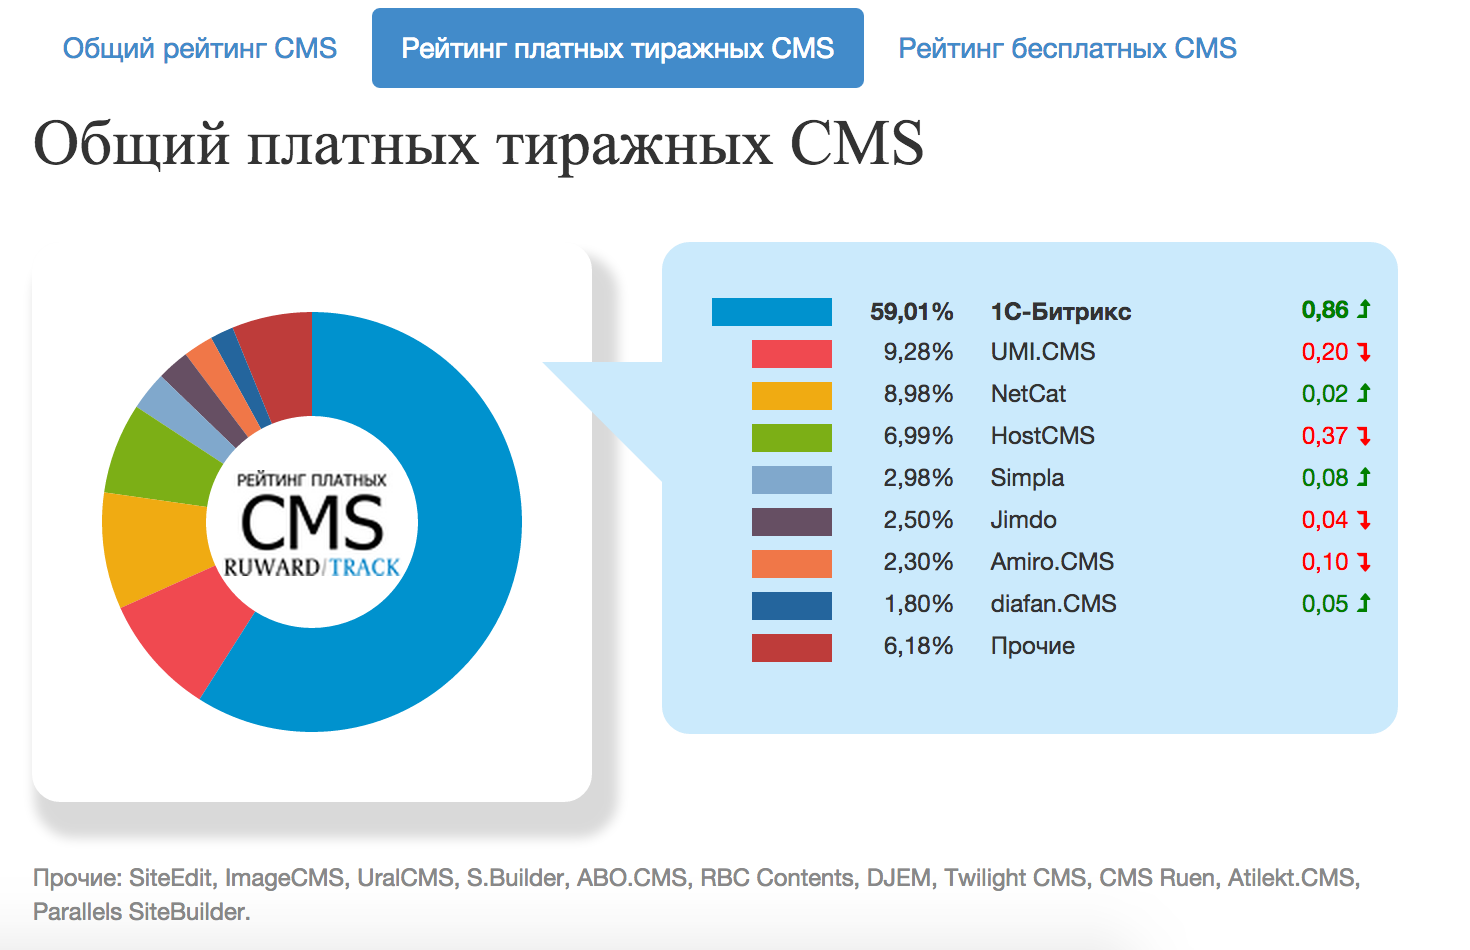 Общий рейтинг CMS
Рейтинг платных тиражных CMS
Рейтинг бесплатных CMS
Общий платных тиражных CMS
РЕЙТИНГ ПЛАТНЫХ
CMS
RUWARD/TRACK
59,01% 1С-Битрикс 0,86
9,28% UMI.CMS 0,20
8,98% NetCat 0,02
6,99% HostCMS 0,37
2,98% Simpla 0,08
2,50% Jimdo 0,04
2,30% Amiro.CMS 0,10
1,80% diafan.CMS 0,05
6,18% Прочие
Прочие: SiteEdit, ImageCMS, UralCMS, S.Builder, ABO.CMS, RBC Contents, DJEM, Twilight CMS, CMS Ruen, Atilekt.CMS,
Parallels SiteBuilder.